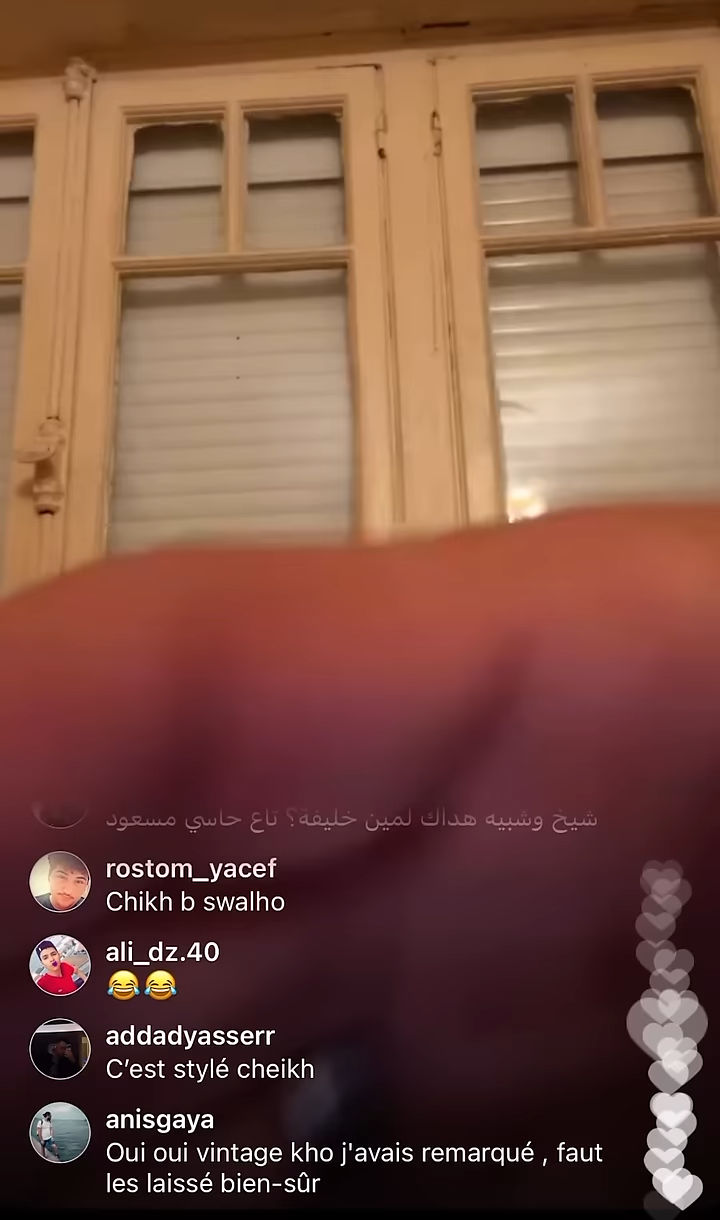 شيخ وشبيه هداك لمين خليفة؟ تاع حاسي مسعود
rostom_yacef
Chikh b swalho
ali_dz.40
😂😂
addadyasserr
C’est stylé cheikh
anisgaya
Oui oui vintage kho j'avais remarqué , faut
les laissé bien-sûr